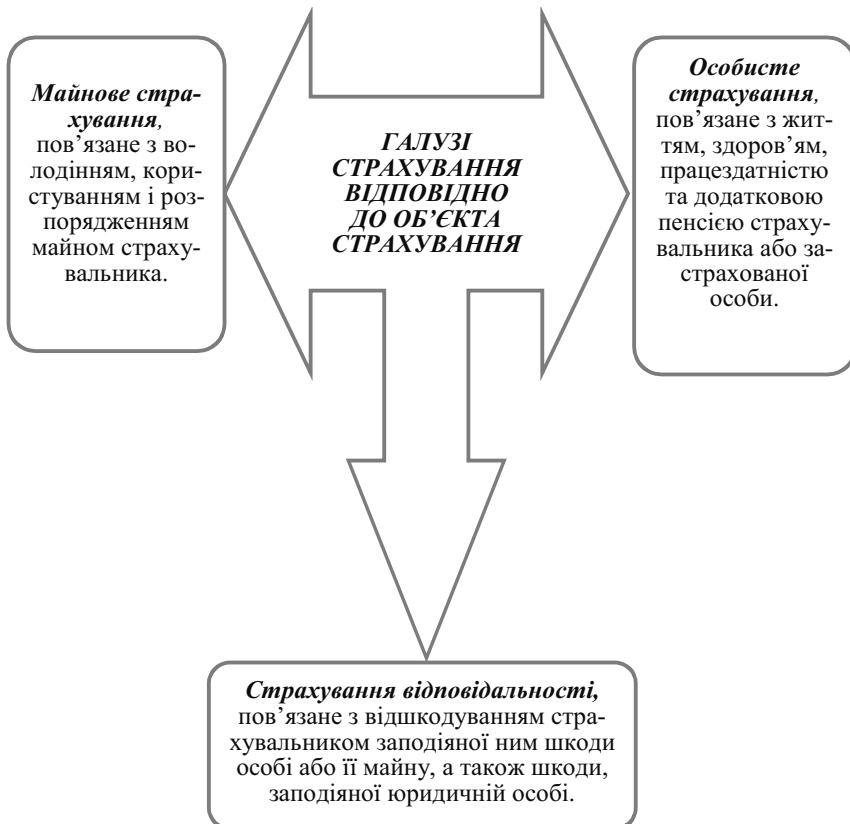 Майнове стра-
хування,
пов’язане з во-
лодінням, кори-
стуванням і роз-
порядженням
майном страху-
вальника.
ГАЛУЗІ
СТРАХУВАННЯ
ВІДПОВІДНО
ДО ОБ’ЄКТА
СТРАХУВАННЯ
Особисте
страхування,
пов’язане з жит-
тям, здоров’ям,
працездатністю
та додатковою
пенсією страху-
вальника або за-
страхованої
особи.
Страхування відповідальності,
пов’язане з відшкодуванням стра-
хувальником заподіяної ним шкоди
особі або її майну, а також шкоди,
заподіяної юридичній особі.